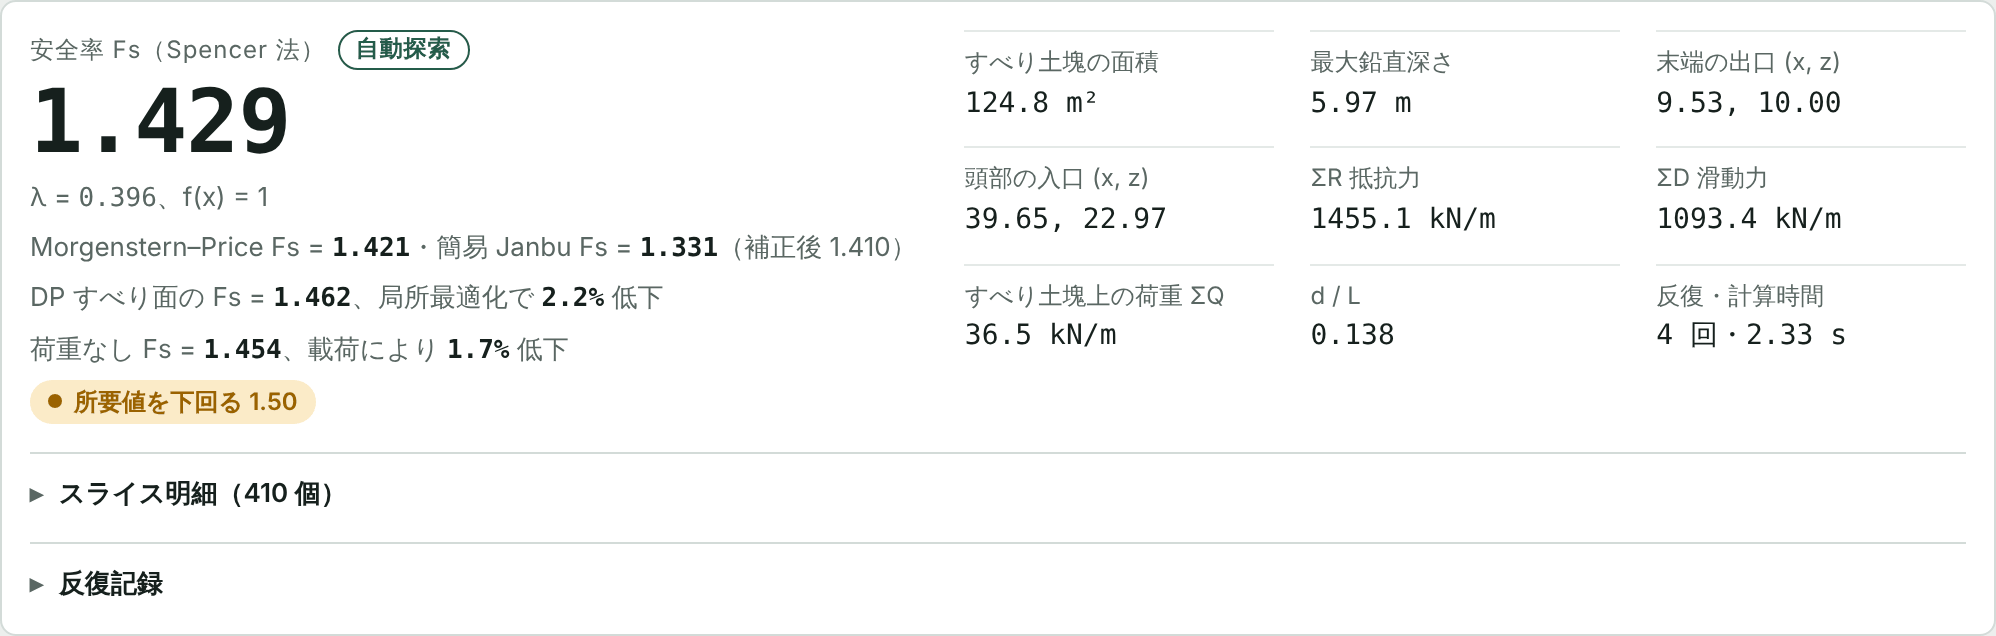 安全率 Fs（Spencer 法） 自動探索
1.429
λ = 0.396、f(x) = 1
Morgenstern–Price Fs = 1.421・簡易 Janbu Fs = 1.331（補正後 1.410）
DP すべり面の Fs = 1.462、局所最適化で 2.2% 低下
荷重なし Fs = 1.454、載荷により 1.7% 低下
● 所要値を下回る 1.50
すべり土塊の面積
124.8 m²
最大鉛直深さ
5.97 m
末端の出口 (x, z)
9.53, 10.00
頭部の入口 (x, z)
39.65, 22.97
ΣR 抵抗力
1455.1 kN/m
ΣD 滑動力
1093.4 kN/m
すべり土塊上の荷重 ΣQ
36.5 kN/m
d / L
0.138
反復・計算時間
4 回・2.33 s
▶ スライス明細（410 個）
▶ 反復記録